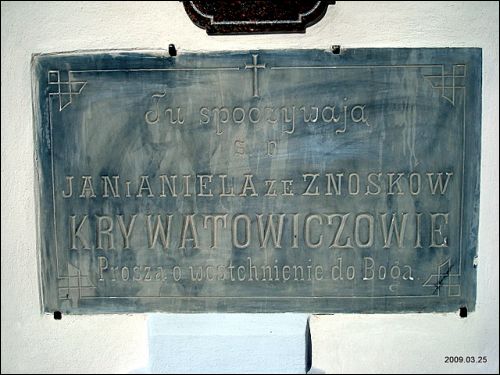 Tu spoczywają
ś p
JAN i ANIELA ze ZNOSKÓW
KRYWATOWICZOWIE
Proszą o westchnienie do Boga
2009.03.25